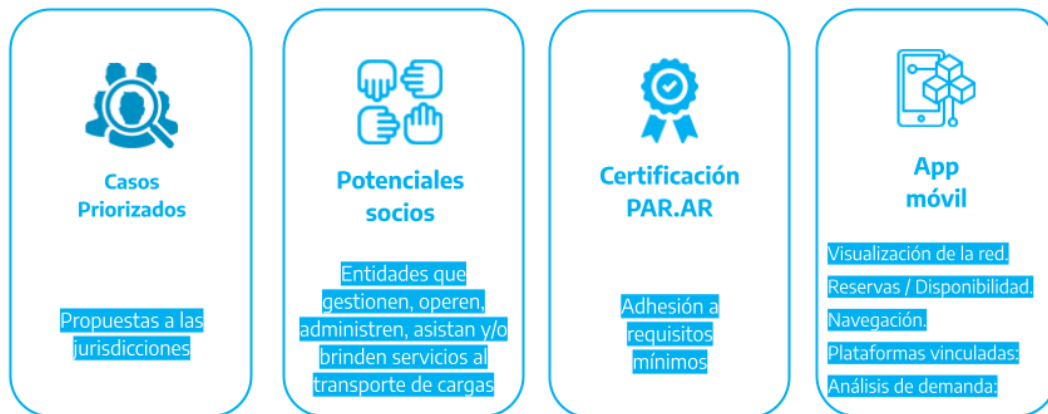 Casos
Priorizados
Propuestas a las
jurisdicciones
Potenciales
socios
Entidades que
gestionen, operen,
administren, asistan y/o
brinden servicios al
transporte de cargas
Certificación
PAR.AR
Adhesión a
requisitos
mínimos
App
móvil
Visualización de la red.
Reservas / Disponibilidad.
Navegación.
Plataformas vinculadas:
Análisis de demanda: